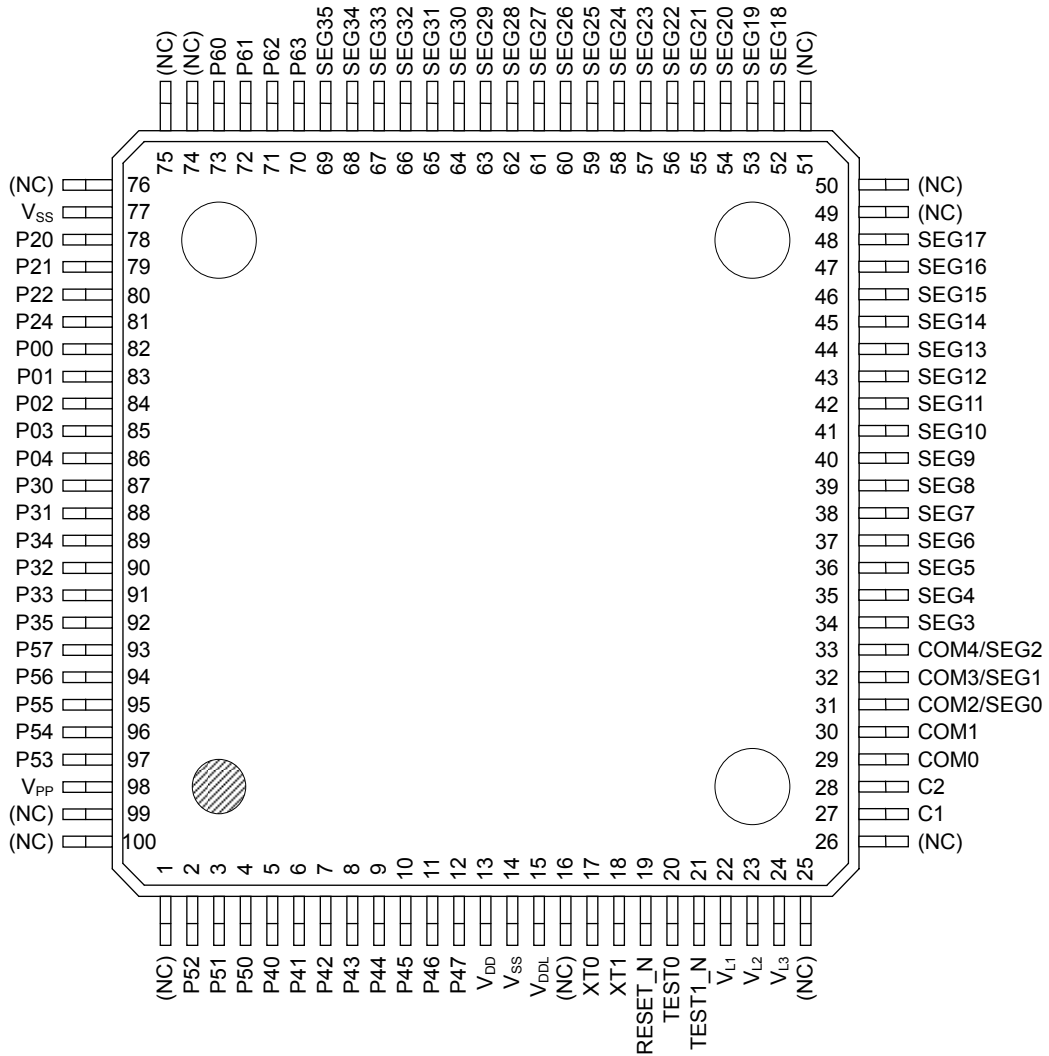 (NC)
(NC)
P60
P61
P62
P63
SEG35
SEG34
SEG33
SEG32
SEG31
SEG30
SEG29
SEG28
SEG27
SEG26
SEG25
SEG24
SEG23
SEG22
SEG21
SEG20
SEG19
SEG18
(NC)
75
74
73
72
71
70
69
68
67
66
65
64
63
62
61
60
59
58
57
56
55
54
53
52
51
(NC) 76
VSS 77
P20 78
P21 79
P22 80
P24 81
P00 82
P01 83
P02 84
P03 85
P04 86
P30 87
P31 88
P34 89
P32 90
P33 91
P35 92
P57 93
P56 94
P55 95
P54 96
P53 97
VPP 98
(NC) 99
(NC) 100
50 (NC)
49 (NC)
48 SEG17
47 SEG16
46 SEG15
45 SEG14
44 SEG13
43 SEG12
42 SEG11
41 SEG10
40 SEG9
39 SEG8
38 SEG7
37 SEG6
36 SEG5
35 SEG4
34 SEG3
33 COM4/SEG2
32 COM3/SEG1
31 COM2/SEG0
30 COM1
29 COM0
28 C2
27 C1
26 (NC)
1
2
3
4
5
6
7
8
9
10
11
12
13
14
15
16
17
18
19
20
21
22
23
24
25
(NC)
P52
P51
P50
P40
P41
P42
P43
P44
P45
P46
P47
VDD
VSS
VDDL
(NC)
XT0
XT1
RESET_N
TEST0
TEST1_N
VL1
VL2
VL3
(NC)